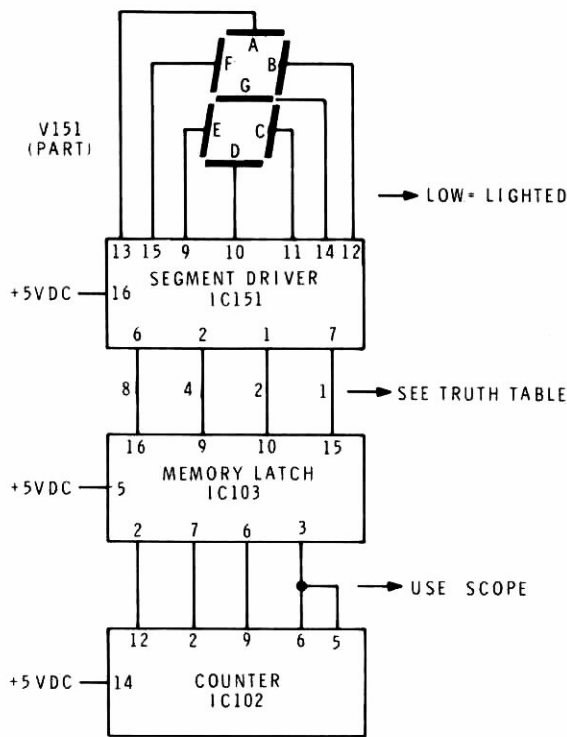 A
F B
G
E C
D
V151
(PART)
LOW = LIGHTED
13 15 9 10 11 14 12
SEGMENT DRIVER
IC151
+5VDC 16
6 2 1 7
8 4 2 1 SEE TRUTH TABLE
16 9 10 15
MEMORY LATCH
IC103
+5VDC 5
2 7 6 3
USE SCOPE
12 2 9 6 5
+5VDC 14
COUNTER
IC102